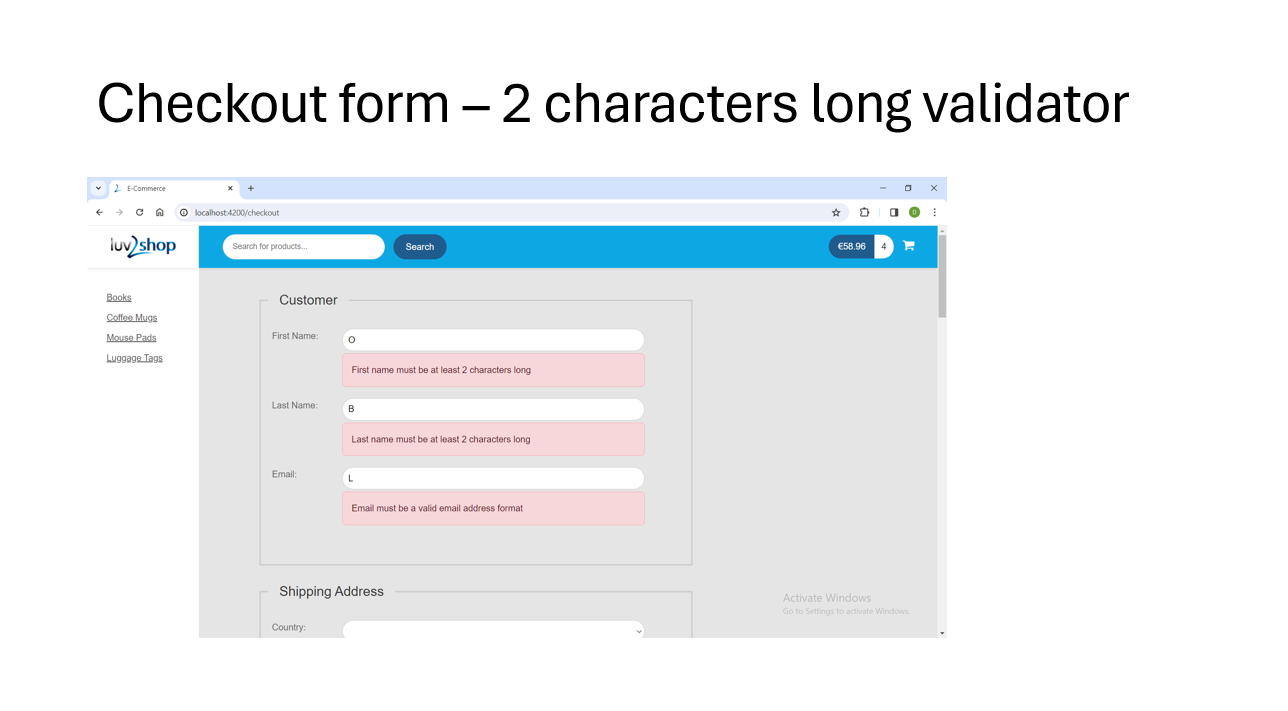 Checkout form – 2 characters long validator
E-Commerce
localhost:4200/checkout
D
luv2shop
Search for products...
Search
€58.96
4
Books
Coffee Mugs
Mouse Pads
Luggage Tags
Customer
First Name:
O
First name must be at least 2 characters long
Last Name:
B
Last name must be at least 2 characters long
Email:
L
Email must be a valid email address format
Shipping Address
Country:
Activate Windows
Go to Settings to activate Windows.